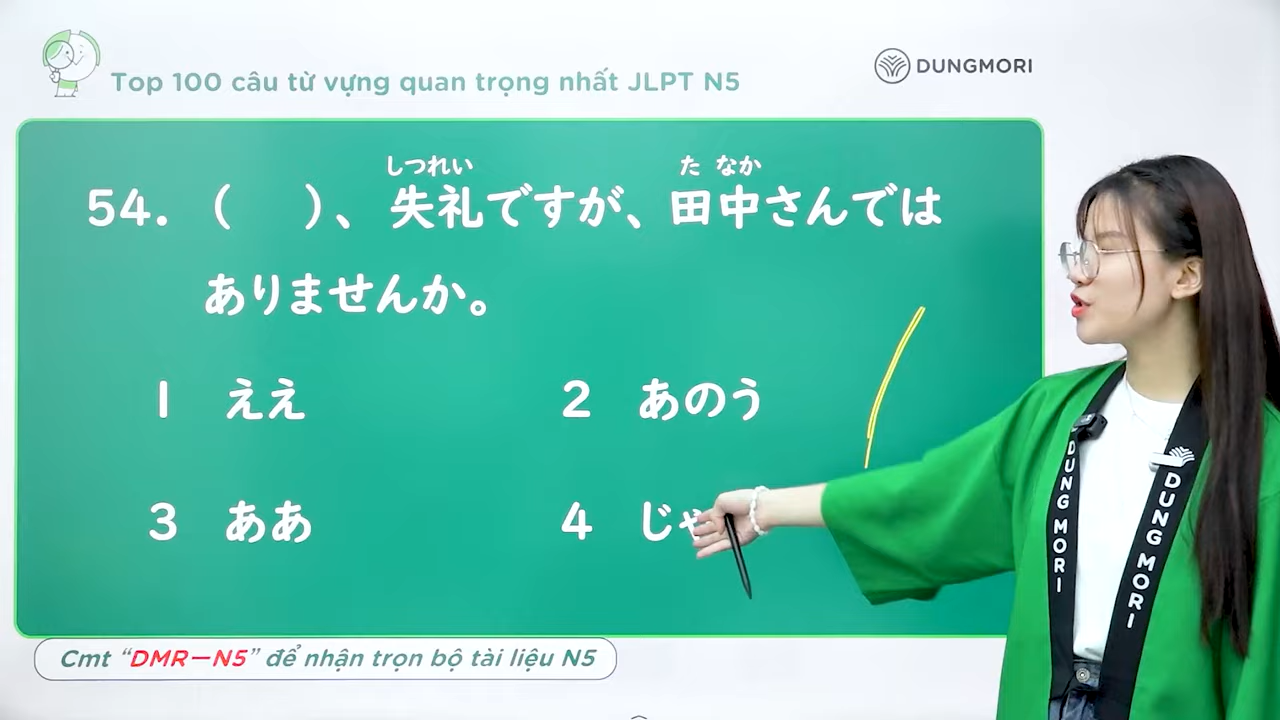 Top 100 câu từ vựng quan trọng nhất JLPT N5
DUNGMORI
しつれい た なか
54. ( )、失礼ですが、田中さんでは
ありませんか。
1 ええ 2 あのう
3 ああ 4 じゃ
DUNG MORI
DUNG MORI
Cmt “DMR–N5” để nhận trọn bộ tài liệu N5